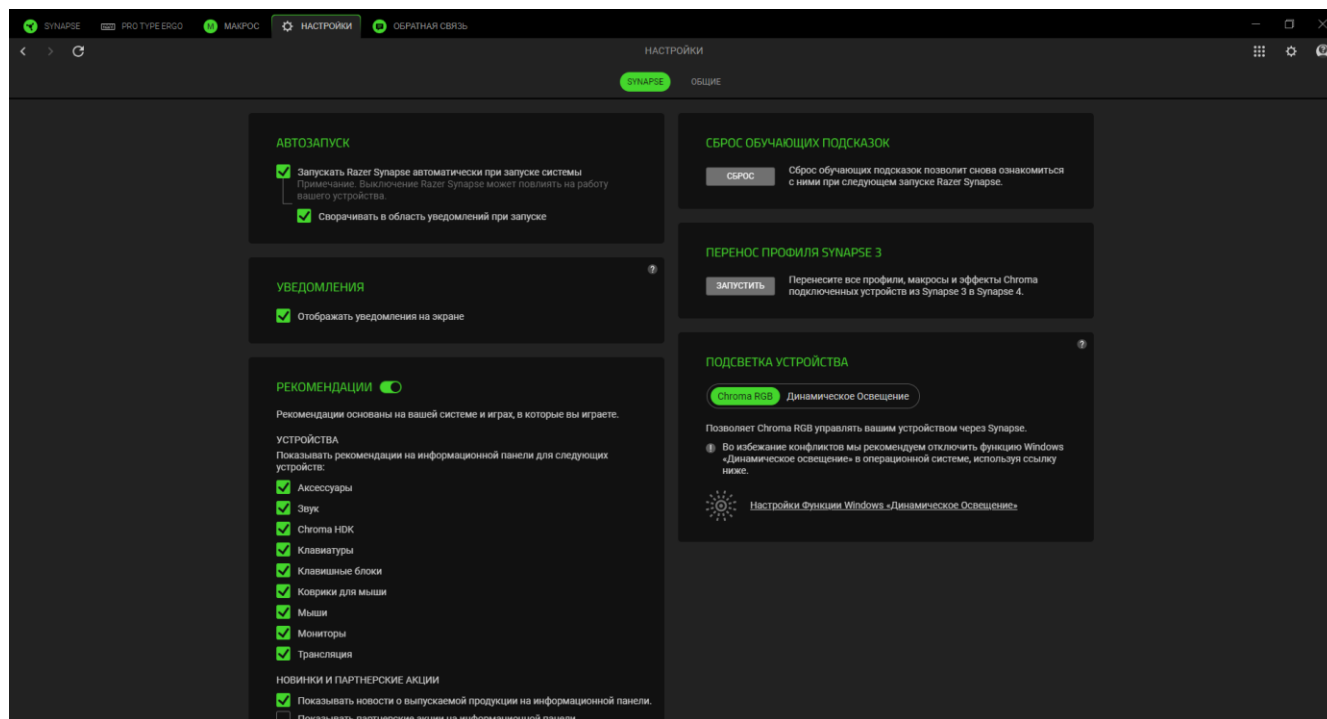 SYNAPSE
PRO TYPE ERGO
МАКРОС
НАСТРОЙКИ
ОБРАТНАЯ СВЯЗЬ
НАСТРОЙКИ
SYNAPSE
ОБЩИЕ
АВТОЗАПУСК
Запускать Razer Synapse автоматически при запуске системы
Примечание. Выключение Razer Synapse может повлиять на работу
вашего устройства.
Сворачивать в область уведомлений при запуске
УВЕДОМЛЕНИЯ
Отображать уведомления на экране
РЕКОМЕНДАЦИИ
Рекомендации основаны на вашей системе и играх, в которые вы играете.
УСТРОЙСТВА
Показывать рекомендации на информационной панели для следующих
устройств:
Аксессуары
Звук
Chroma HDK
Клавиатуры
Клавишные блоки
Коврики для мыши
Мыши
Мониторы
Трансляция
НОВИНКИ И ПАРТНЕРСКИЕ АКЦИИ
Показывать новости о выпускаемой продукции на информационной панели.
Показывать партнерские акции на информационной панели.
СБРОС ОБУЧАЮЩИХ ПОДСКАЗОК
СБРОС
Сброс обучающих подсказок позволит снова ознакомиться
с ними при следующем запуске Razer Synapse.
ПЕРЕНОС ПРОФИЛЯ SYNAPSE 3
ЗАПУСТИТЬ
Перенесите все профили, макросы и эффекты Chroma
подключенных устройств из Synapse 3 в Synapse 4.
ПОДСВЕТКА УСТРОЙСТВА
Chroma RGB
Динамическое Освещение
Позволяет Chroma RGB управлять вашим устройством через Synapse.
Во избежание конфликтов мы рекомендуем отключить функцию Windows
«Динамическое освещение» в операционной системе, используя ссылку
ниже.
Настройки Функции Windows «Динамическое Освещение»